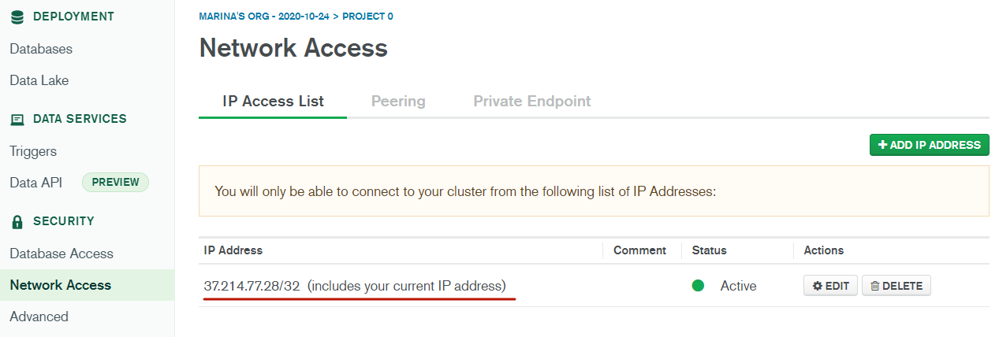 DEPLOYMENT
Databases
Data Lake
DATA SERVICES
Triggers
Data API PREVIEW
SECURITY
Database Access
Network Access
Advanced
MARINA'S ORG - 2020-10-24 > PROJECT 0
Network Access
IP Access List Peering Private Endpoint
+ ADD IP ADDRESS
You will only be able to connect to your cluster from the following list of IP Addresses:
IP Address Comment Status Actions
37.214.77.28/32 (includes your current IP address) Active EDIT DELETE